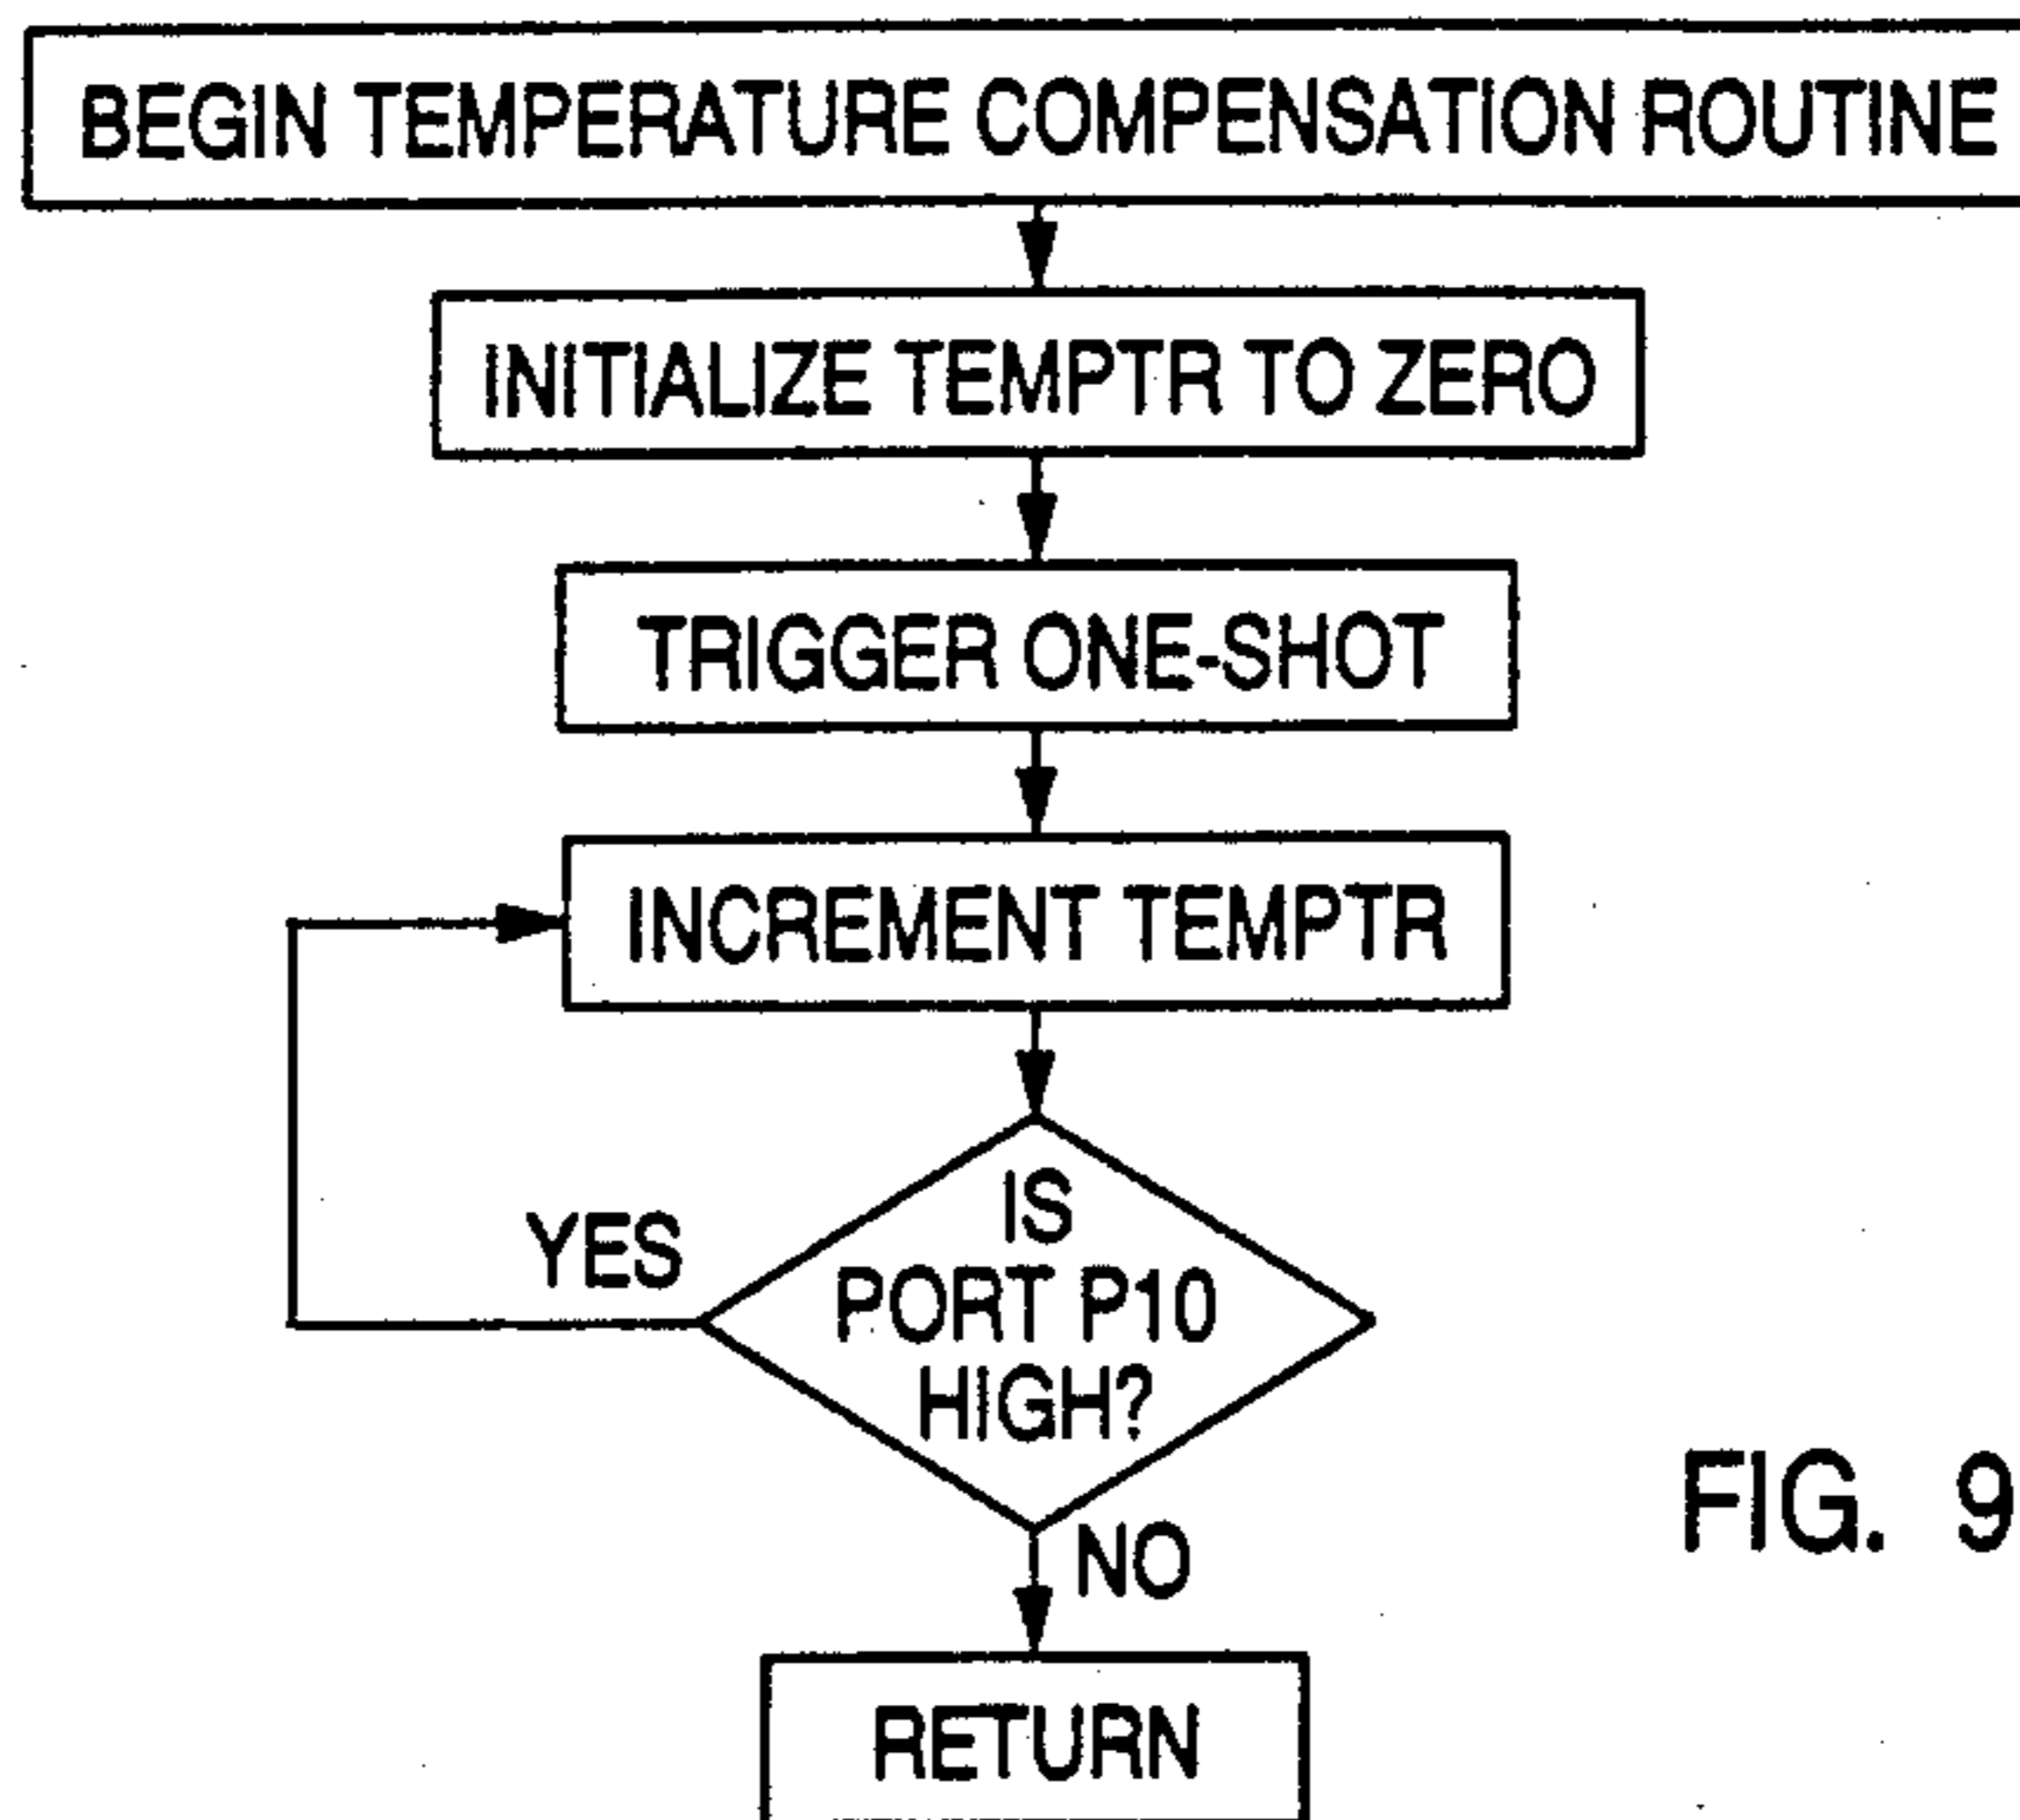 BEGIN TEMPERATURE COMPENSATION ROUTINE
INITIALIZE TEMPTR TO ZERO
TRIGGER ONE-SHOT
INCREMENT TEMPTR
IS
PORT P10
HIGH?
YES
NO
RETURN
FIG. 9